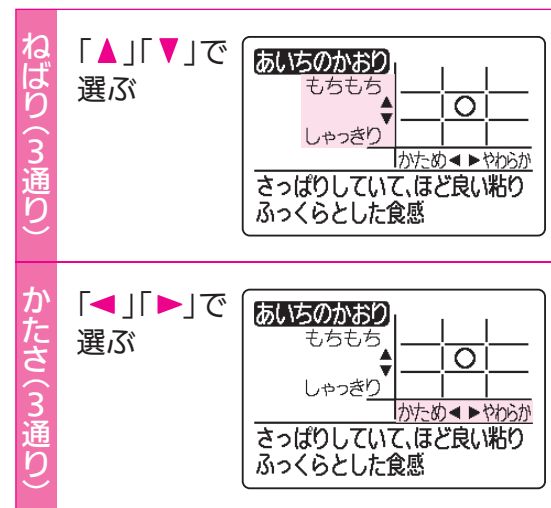 ねばり（3通り）
「▲」「▼」で
選ぶ
あいちのかおり
もちもち
▲
▼
しゃっきり
かため◀▶やわらか
さっぱりしていて、ほど良い粘り
ふっくらとした食感
かたさ（3通り）
「◀」「▶」で
選ぶ
あいちのかおり
もちもち
▲
▼
しゃっきり
かため◀▶やわらか
さっぱりしていて、ほど良い粘り
ふっくらとした食感